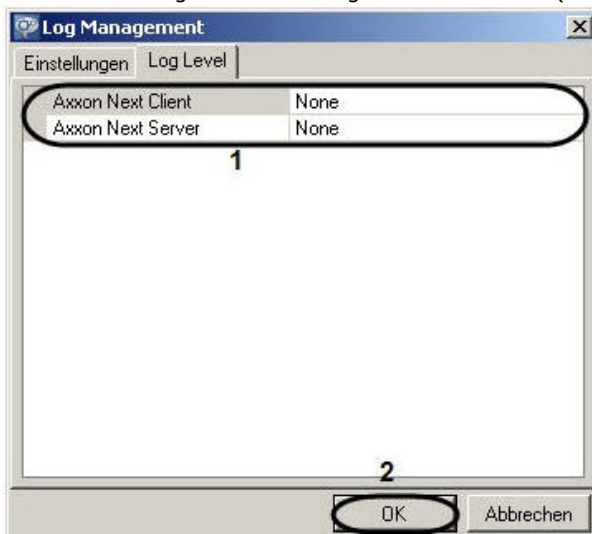 Log Management
Einstellungen Log Level
Axxon Next Client None
Axxon Next Server None
1
2
OK Abbrechen